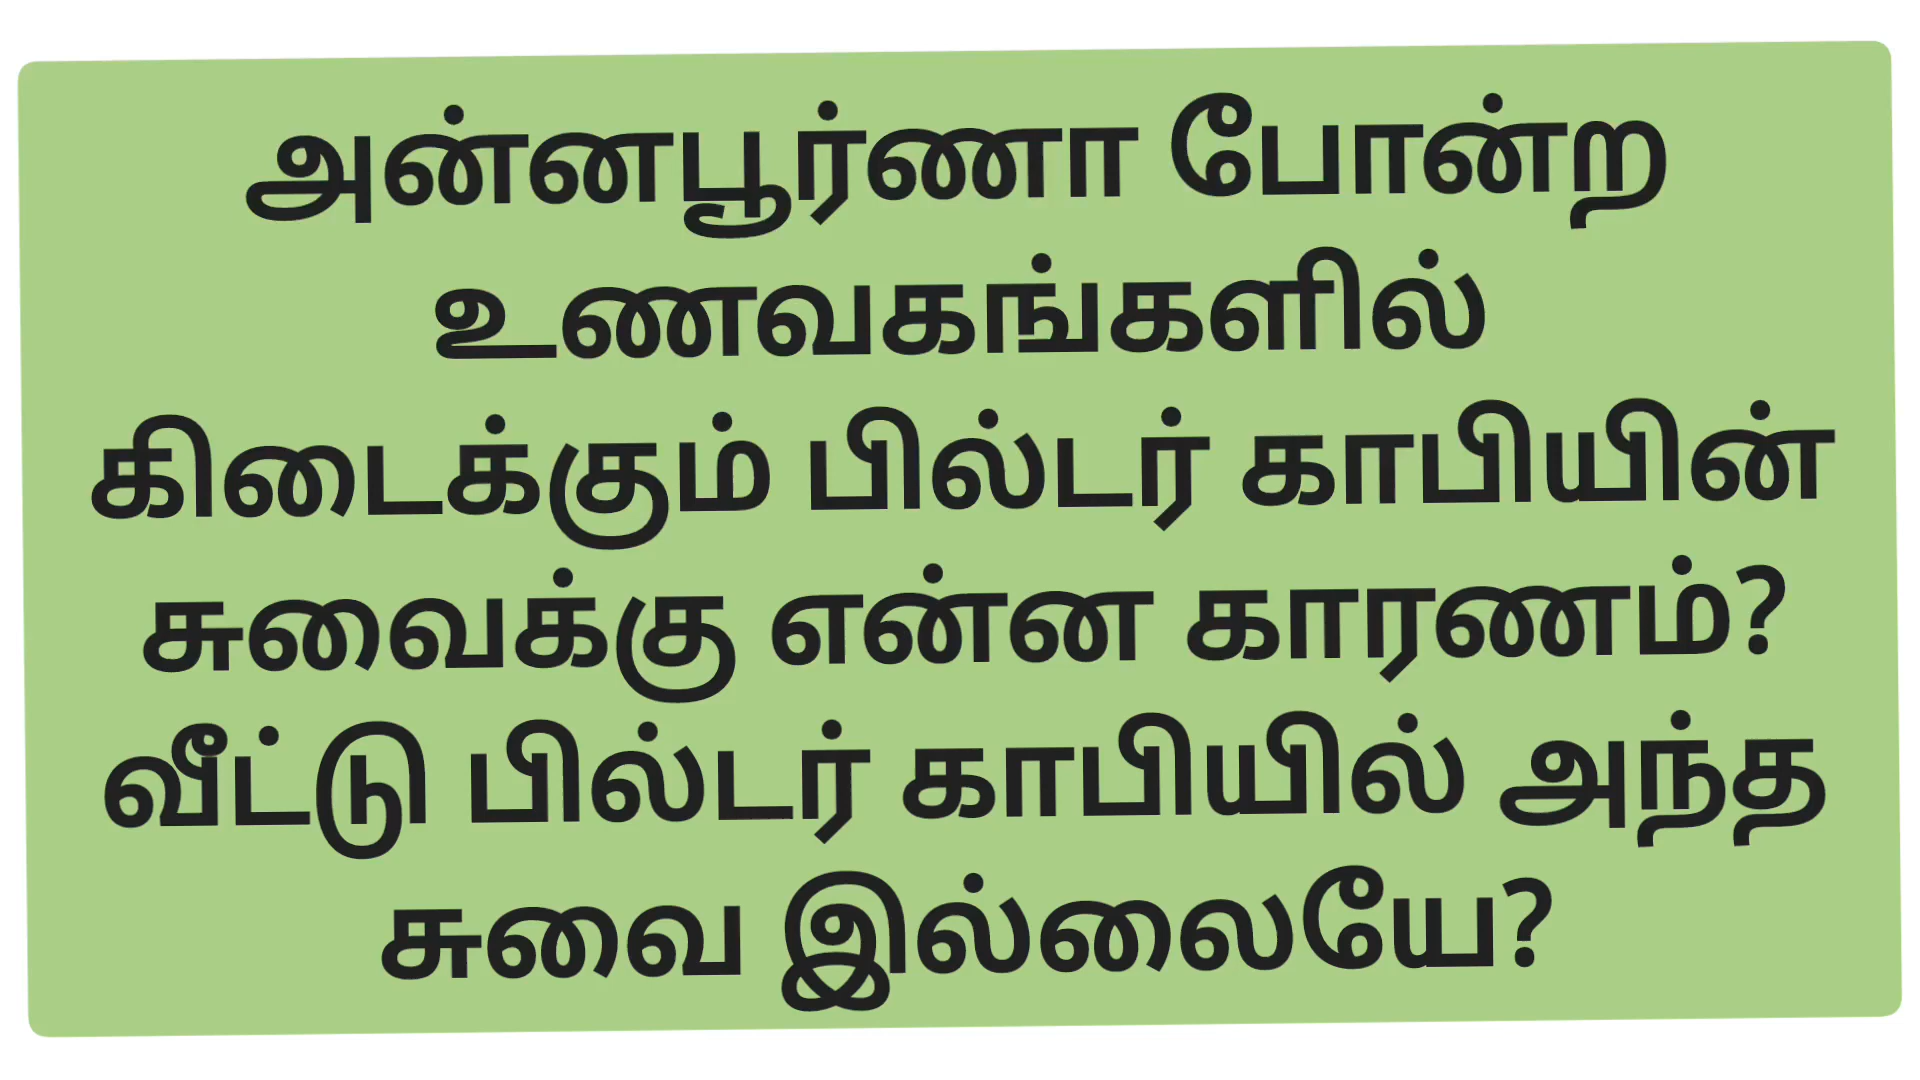 அன்னபூர்ணா போன்ற
உணவகங்களில்
கிடைக்கும் பில்டர் காபியின்
சுவைக்கு என்ன காரணம்?
வீட்டு பில்டர் காபியில் அந்த
சுவை இல்லையே?